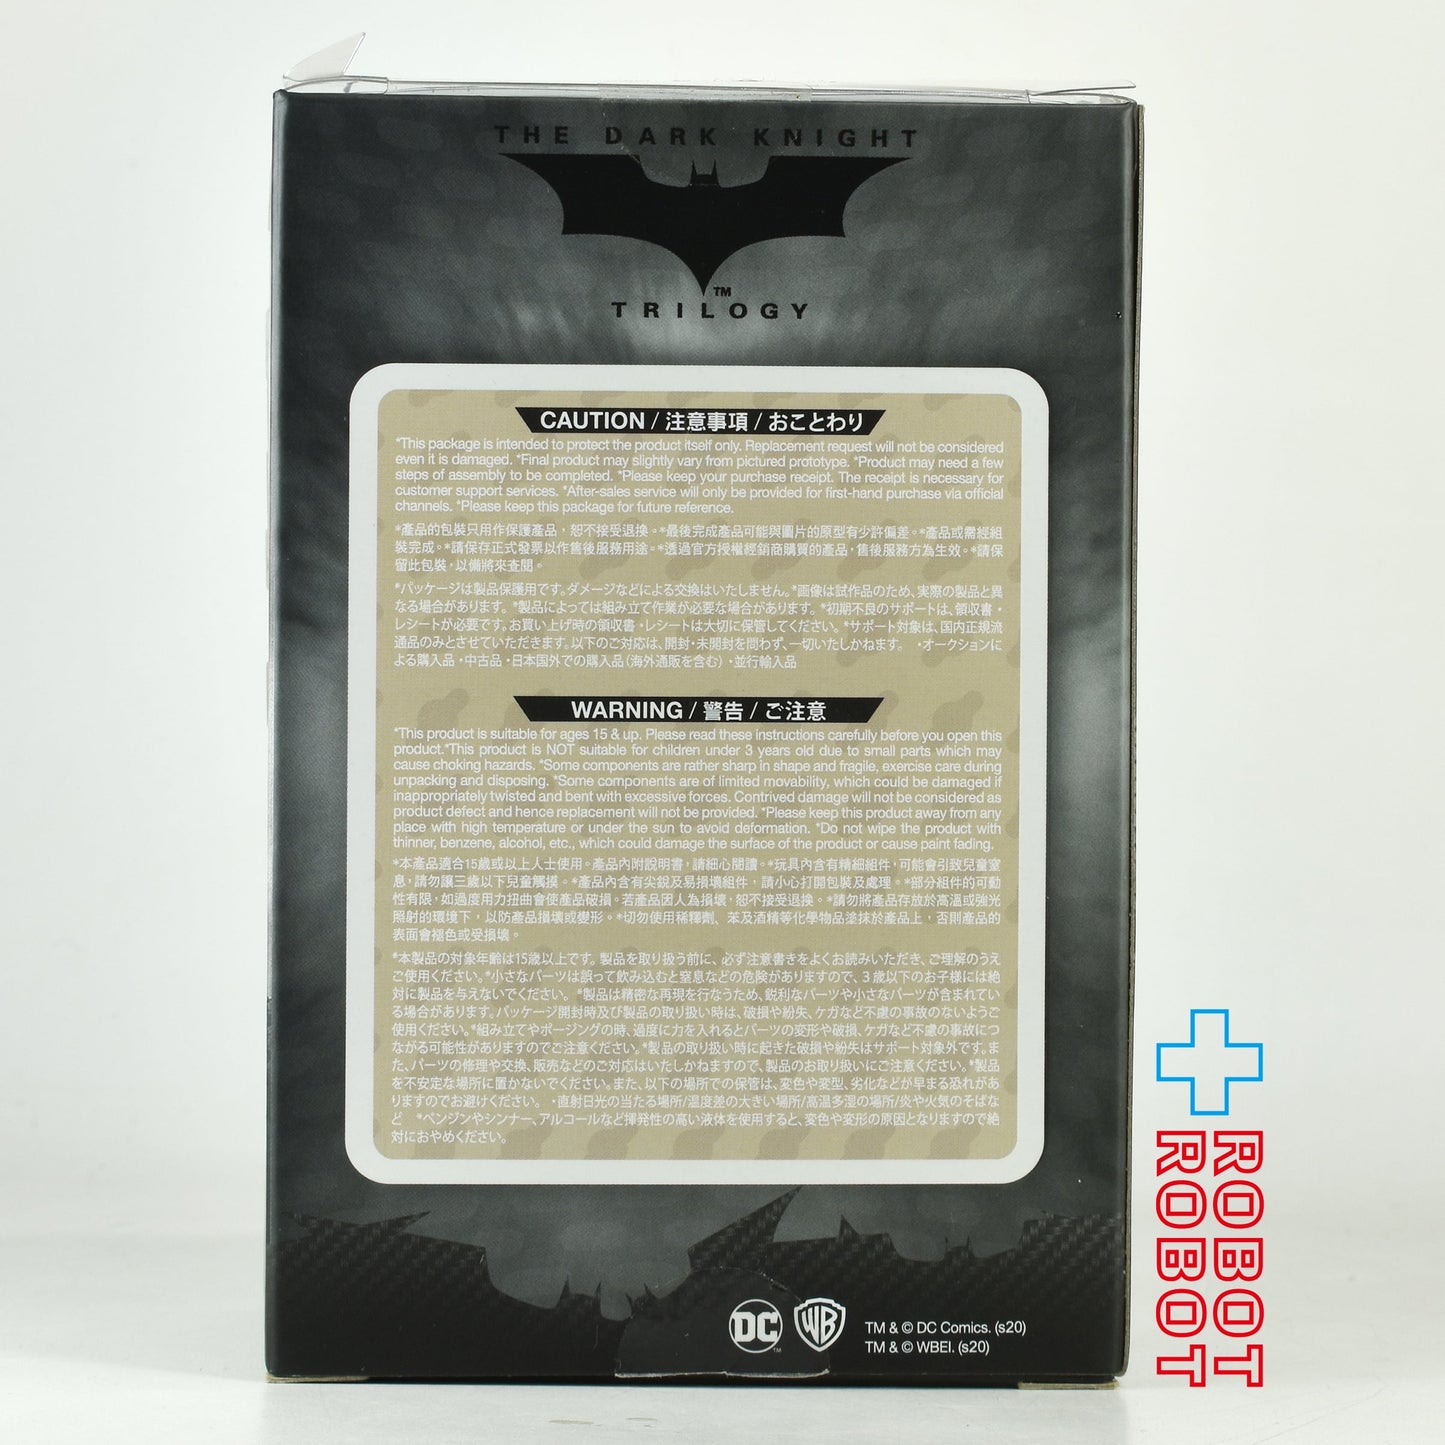 THE DARK KNIGHT
TM
TRILOGY
CAUTION / 注意事項 / おことわり
*This package is intended to protect the product itself only. Replacement request will not be considered
even it is damaged. *Final product may slightly vary from pictured prototype. *Product may need a few
steps of assembly to be completed. *Please keep your purchase receipt. The receipt is necessary for
customer support services. *After-sales service will only be provided for first-hand purchase via official
channels. *Please keep this package for future reference.
*產品的包裝只用作保護產品，恕不接受退換。*最後完成產品可能與圖片的原型有少許偏差。*產品或需經組
裝完成。*請保存正式發票以作售後服務用途。*透過官方授權經銷商購買的產品，售後服務方為生效。*請保
留此包裝，以備將來查閱。
*パッケージは製品保護用です。ダメージなどによる交換はいたしません。*画像は試作品のため、実際の製品と異
なる場合があります。*製品によっては組み立て作業が必要な場合があります。*初期不良のサポートは、領収書・
レシートが必要です。お買い上げ時の領収書・レシートは大切に保管してください。*サポート対象は、国内正規流
通品のみとさせていただきます。以下のご対応は、開封・未開封を問わず、一切いたしかねます。 ・オークションに
よる購入品・中古品・日本国外での購入品（海外通販を含む）・並行輸入品
WARNING / 警告 / ご注意
*This product is suitable for ages 15 & up. Please read these instructions carefully before you open this
product.*This product is NOT suitable for children under 3 years old due to small parts which may
cause choking hazards. *Some components are rather sharp in shape and fragile, exercise care during
unpacking and disposing. *Some components are of limited movability, which could be damaged if
inappropriately twisted and bent with excessive forces. Contrived damage will not be considered as
product defect and hence replacement will not be provided. *Please keep this product away from any
place with high temperature or under the sun to avoid deformation. *Do not wipe the product with
thinner, benzene, alcohol, etc., which could damage the surface of the product or cause paint fading.
*本產品適合15歲或以上人士使用。產品內附說明書，請細心閱讀。*玩具內含有精細組件，可能會引致兒童窒
息，請勿讓三歲以下兒童觸摸。*產品內含有尖銳及易損壞組件，請小心打開包裝及處理。*部分組件的可動
性有限，如過度用力扭曲會使產品破損。若產品因人為損壞，恕不接受退換。*請勿將產品存放於高溫或強光
照射的環境下，以防產品損壞或變形。*切勿使用稀釋劑、苯及酒精等化學物品塗抹於產品上，否則產品的
表面會褪色或受損壞。
*本製品の対象年齢は15歳以上です。製品を取り扱う前に、必ず注意書きをよくお読みいただき、ご理解のうえ
ご使用ください。*小さなパーツは誤って飲み込むと窒息などの危険がありますので、3歳以下のお子様には絶
対に製品を与えないでください。 *製品は精密な再現を行なうため、鋭利なパーツや小さなパーツが含まれてい
る場合があります。パッケージ開封時及び製品の取り扱い時は、破損や紛失、ケガなど不慮の事故のないようご
使用ください。*組み立てやポージングの時、過度に力を入れるとパーツの変形や破損、ケガなど不慮の事故につ
ながる可能性がありますのでご注意ください。*製品の取り扱い時に起きた破損や紛失はサポート対象外です。ま
た、パーツの修理や交換、販売などのご対応はいたしかねますので、製品のお取り扱いにご注意ください。*製品
を不安定な場所に置かないでください。また、以下の場所での保管は、変色や変型、劣化などが早まる恐れがあ
りますのでお避けください。 ・直射日光の当たる場所/湿度差の大きい場所/高温多湿の場所/炎や火気のそばな
ど *ベンジンやシンナー、アルコールなど揮発性の高い液体を使用すると、変色や変形の原因となりますので絶
対におやめください。
DC
WB
TM & © DC Comics. (s20)
TM & © WBEI. (s20)
ROBOT
ROBOT